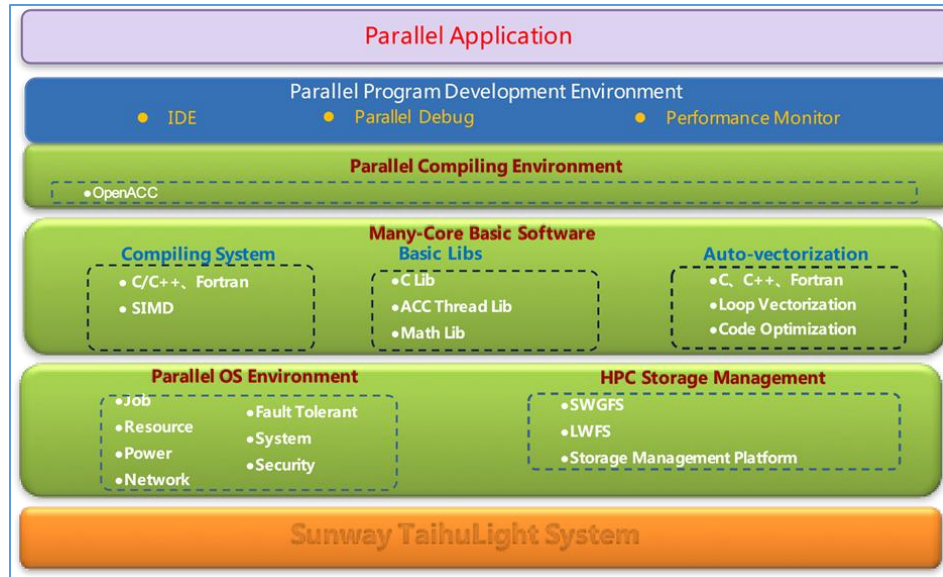 Parallel Application
Parallel Program Development Environment
● IDE ● Parallel Debug ● Performance Monitor
Parallel Compiling Environment
●OpenACC
Many-Core Basic Software
Compiling System
● C/C++、Fortran
● SIMD
Basic Libs
●C Lib
●ACC Thread Lib
●Math Lib
Auto-vectorization
●C、C++、Fortran
●Loop Vectorization
●Code Optimization
Parallel OS Environment
●Job
●Resource
●Power
●Network
●Fault Tolerant
●System
●Security
HPC Storage Management
●SWGFS
●LWFS
●Storage Management Platform
Sunway TaihuLight System